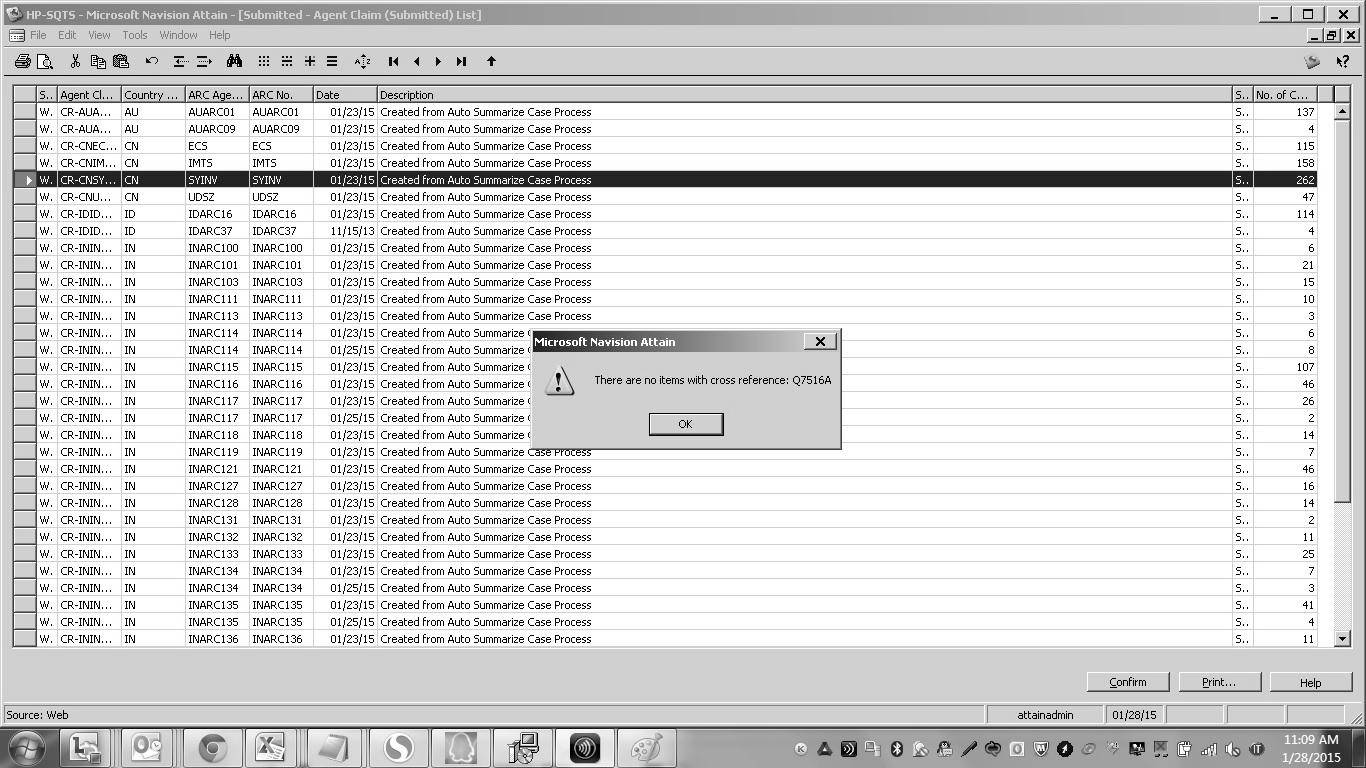 HP-SQTS - Microsoft Navision Attain - [Submitted - Agent Claim (Submitted) List]
File Edit View Tools Window Help
S.. Agent Cl... Country ... ARC Age... ARC No. Date Description S.. No. of C...
W. CR-AUA... AU AUARC01 AUARC01 01/23/15 Created from Auto Summarize Case Process S.. 137
W. CR-AUA... AU AUARC09 AUARC09 01/23/15 Created from Auto Summarize Case Process S.. 4
W. CR-CNEC... CN ECS ECS 01/23/15 Created from Auto Summarize Case Process S.. 115
W. CR-CNIM... CN IMTS IMTS 01/23/15 Created from Auto Summarize Case Process S.. 158
W. CR-CNSY... CN SYINV SYINV 01/23/15 Created from Auto Summarize Case Process S.. 262
W. CR-CNU... CN UDSZ UDSZ 01/23/15 Created from Auto Summarize Case Process S.. 47
W. CR-IDID... ID IDARC16 IDARC16 01/23/15 Created from Auto Summarize Case Process S.. 114
W. CR-IDID... ID IDARC37 IDARC37 11/15/13 Created from Auto Summarize Case Process S.. 4
W. CR-ININ... IN INARC100 INARC100 01/23/15 Created from Auto Summarize Case Process S.. 6
W. CR-ININ... IN INARC101 INARC101 01/23/15 Created from Auto Summarize Case Process S.. 21
W. CR-ININ... IN INARC103 INARC103 01/23/15 Created from Auto Summarize Case Process S.. 15
W. CR-ININ... IN INARC111 INARC111 01/23/15 Created from Auto Summarize Case Process S.. 10
W. CR-ININ... IN INARC113 INARC113 01/23/15 Created from Auto Summarize Case Process S.. 3
W. CR-ININ... IN INARC114 INARC114 01/23/15 Created from Auto Summarize S.. 6
W. CR-ININ... IN INARC114 INARC114 01/25/15 Created from Auto Summarize S.. 8
W. CR-ININ... IN INARC115 INARC115 01/23/15 Created from Auto Summarize S.. 107
W. CR-ININ... IN INARC116 INARC116 01/23/15 Created from Auto Summarize S.. 46
W. CR-ININ... IN INARC117 INARC117 01/23/15 Created from Auto Summarize S.. 26
W. CR-ININ... IN INARC117 INARC117 01/25/15 Created from Auto Summarize S.. 2
W. CR-ININ... IN INARC118 INARC118 01/23/15 Created from Auto Summarize S.. 14
W. CR-ININ... IN INARC119 INARC119 01/23/15 Created from Auto Summarize Case Process S.. 7
W. CR-ININ... IN INARC121 INARC121 01/23/15 Created from Auto Summarize Case Process S.. 46
W. CR-ININ... IN INARC127 INARC127 01/23/15 Created from Auto Summarize Case Process S.. 16
W. CR-ININ... IN INARC128 INARC128 01/23/15 Created from Auto Summarize Case Process S.. 14
W. CR-ININ... IN INARC131 INARC131 01/23/15 Created from Auto Summarize Case Process S.. 2
W. CR-ININ... IN INARC132 INARC132 01/23/15 Created from Auto Summarize Case Process S.. 11
W. CR-ININ... IN INARC133 INARC133 01/23/15 Created from Auto Summarize Case Process S.. 25
W. CR-ININ... IN INARC134 INARC134 01/23/15 Created from Auto Summarize Case Process S.. 7
W. CR-ININ... IN INARC134 INARC134 01/25/15 Created from Auto Summarize Case Process S.. 3
W. CR-ININ... IN INARC135 INARC135 01/23/15 Created from Auto Summarize Case Process S.. 41
W. CR-ININ... IN INARC135 INARC135 01/25/15 Created from Auto Summarize Case Process S.. 4
W. CR-ININ... IN INARC136 INARC136 01/23/15 Created from Auto Summarize Case Process S.. 11
Microsoft Navision Attain
There are no items with cross reference: Q7516A
OK
Confirm Print... Help
Source: Web attainadmin 01/28/15
11:09 AM
1/28/2015